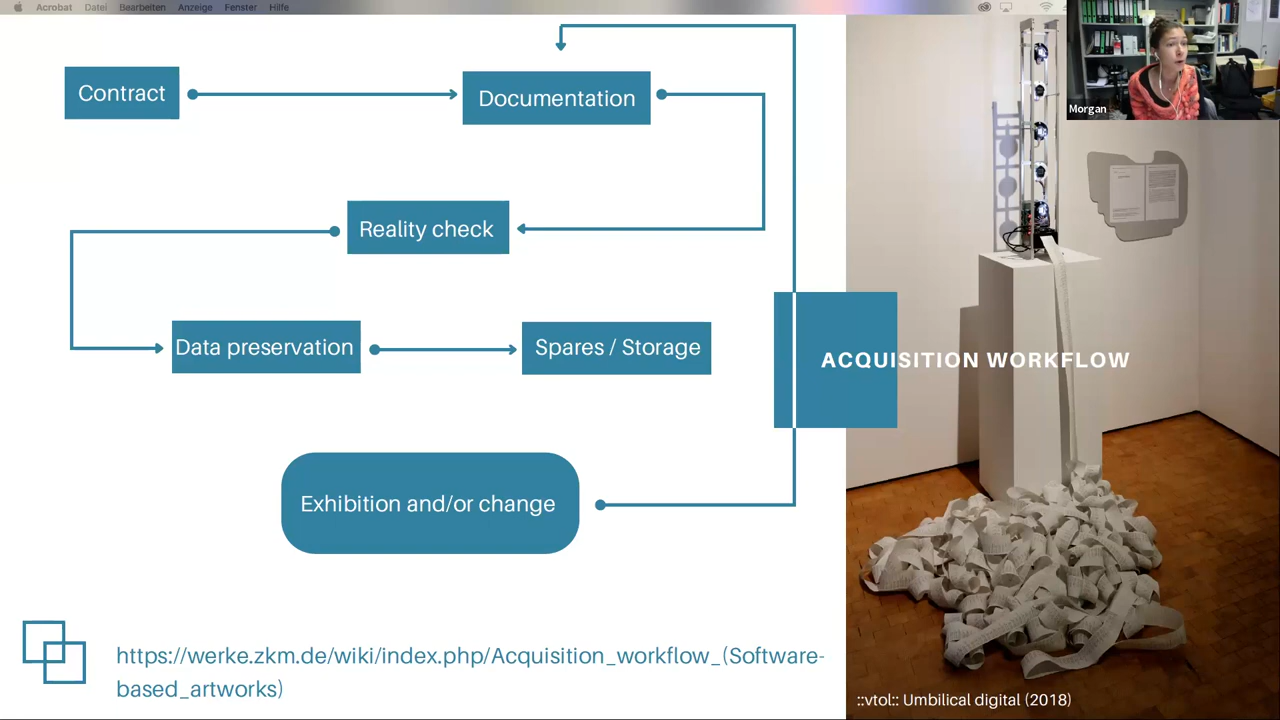 Acrobat Datei Bearbeiten Anzeige Fenster Hilfe
Morgan
Contract
Documentation
Reality check
Data preservation
Spares / Storage
ACQUISITION WORKFLOW
Exhibition and/or change
https://werke.zkm.de/wiki/index.php/Acquisition_workflow_(Software-
based_artworks)
::vtol:: Umbilical digital (2018)